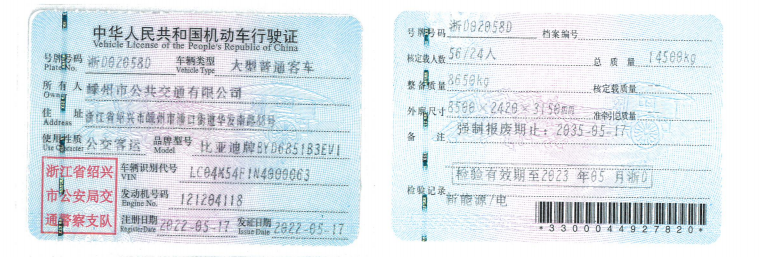 中华人民共和国机动车行驶证
Vehicle License of the People's Republic of China
号牌号码 浙D02058D 车辆类型 大型普通客车
Plate No. Vehicle Type
所有人 嵊州市公共交通有限公司
Owner
住址 浙江省绍兴市嵊州市
Address
使用性质 公交客运 品牌型号 比亚迪牌BYD6851B3EV1
Use Character Model
浙江省绍兴
市公安局交
通警察支队
车辆识别代号 LC04K54F1N4000063
VIN
发动机号码 121204118
Engine No.
注册日期 2022-05-17 发证日期 2022-05-17
Register Date Issue Date
号牌号码 浙D02058D 档案编号
核定载人数 56/24人 总质量 14500kg
整备质量 8650kg 核定载质量
外廓尺寸 8500×2420×3150mm 准牵引总质量
备注 强制报废期止：2035-05-17
检验有效期至2023年05月浙D
检验记录 新能源/电
*3300044927820*